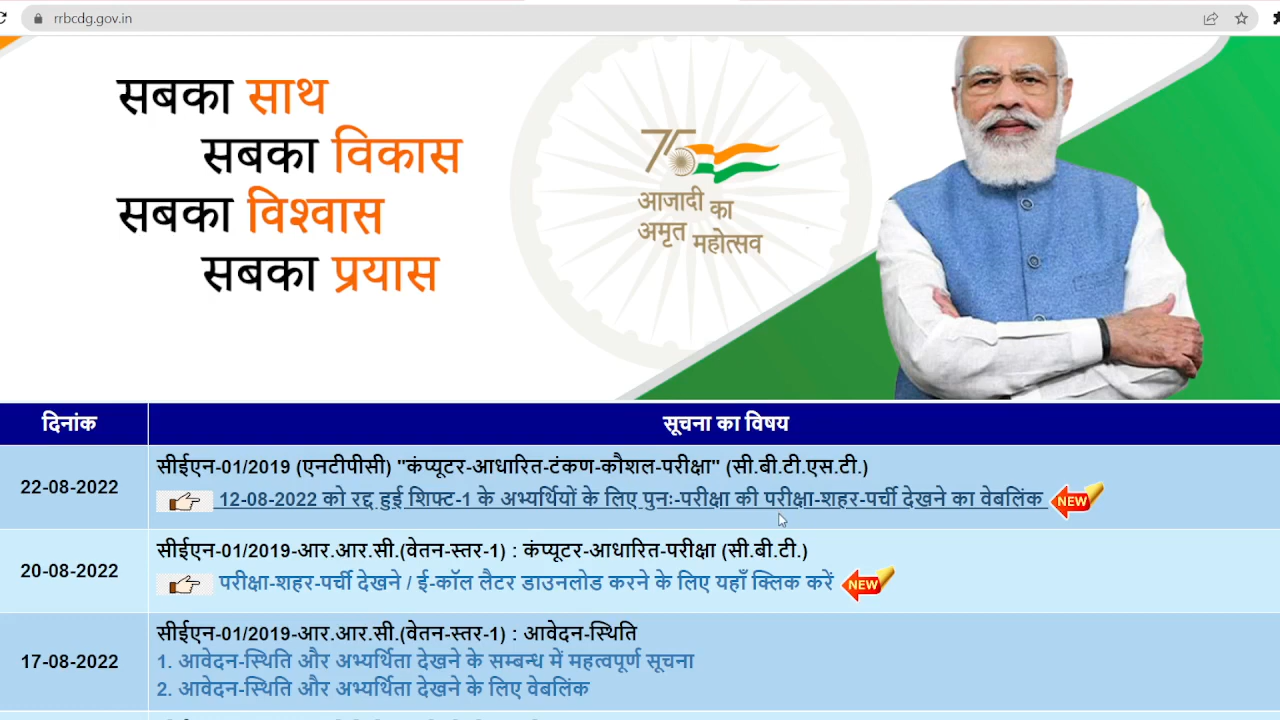 rrbcdg.gov.in
सबका साथ
सबका विकास
सबका विश्वास
सबका प्रयास
75
आजादी का
अमृत महोत्सव
दिनांक सूचना का विषय
22-08-2022
सीईएन-01/2019 (एनटीपीसी) "कंप्यूटर-आधारित-टंकण-कौशल-परीक्षा" (सी.बी.टी.एस.टी.)
12-08-2022 को रद्द हुई शिफ्ट-1 के अभ्यर्थियों के लिए पुनः-परीक्षा की परीक्षा-शहर-पर्ची देखने का वेबलिंक NEW
20-08-2022
सीईएन-01/2019-आर.आर.सी.(वेतन-स्तर-1) : कंप्यूटर-आधारित-परीक्षा (सी.बी.टी.)
परीक्षा-शहर-पर्ची देखने / ई-कॉल लैटर डाउनलोड करने के लिए यहाँ क्लिक करें NEW
17-08-2022
सीईएन-01/2019-आर.आर.सी.(वेतन-स्तर-1) : आवेदन-स्थिति
1. आवेदन-स्थिति और अभ्यर्थिता देखने के सम्बन्ध में महत्वपूर्ण सूचना
2. आवेदन-स्थिति और अभ्यर्थिता देखने के लिए वेबलिंक